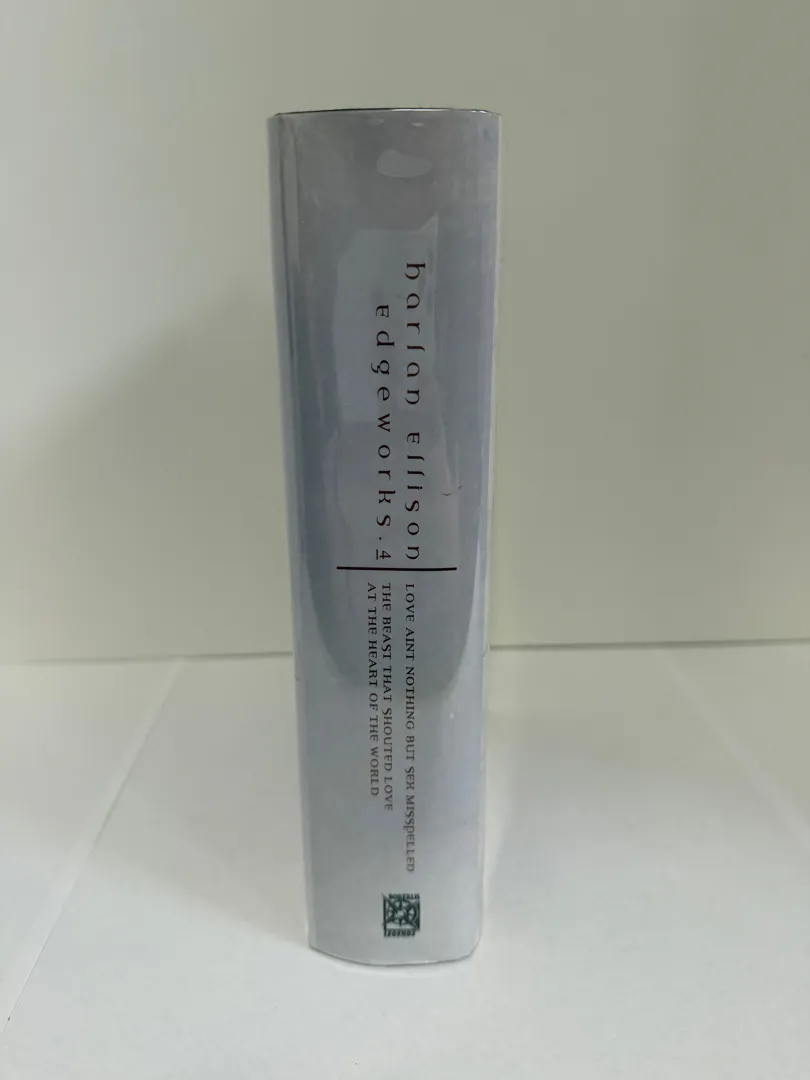 harlan Ellison
Edgeworks.4
LOVE AINT NOTHING BUT SEX MISSPELLED
THE BEAST THAT SHOUTED LOVE
AT THE HEART OF THE WORLD